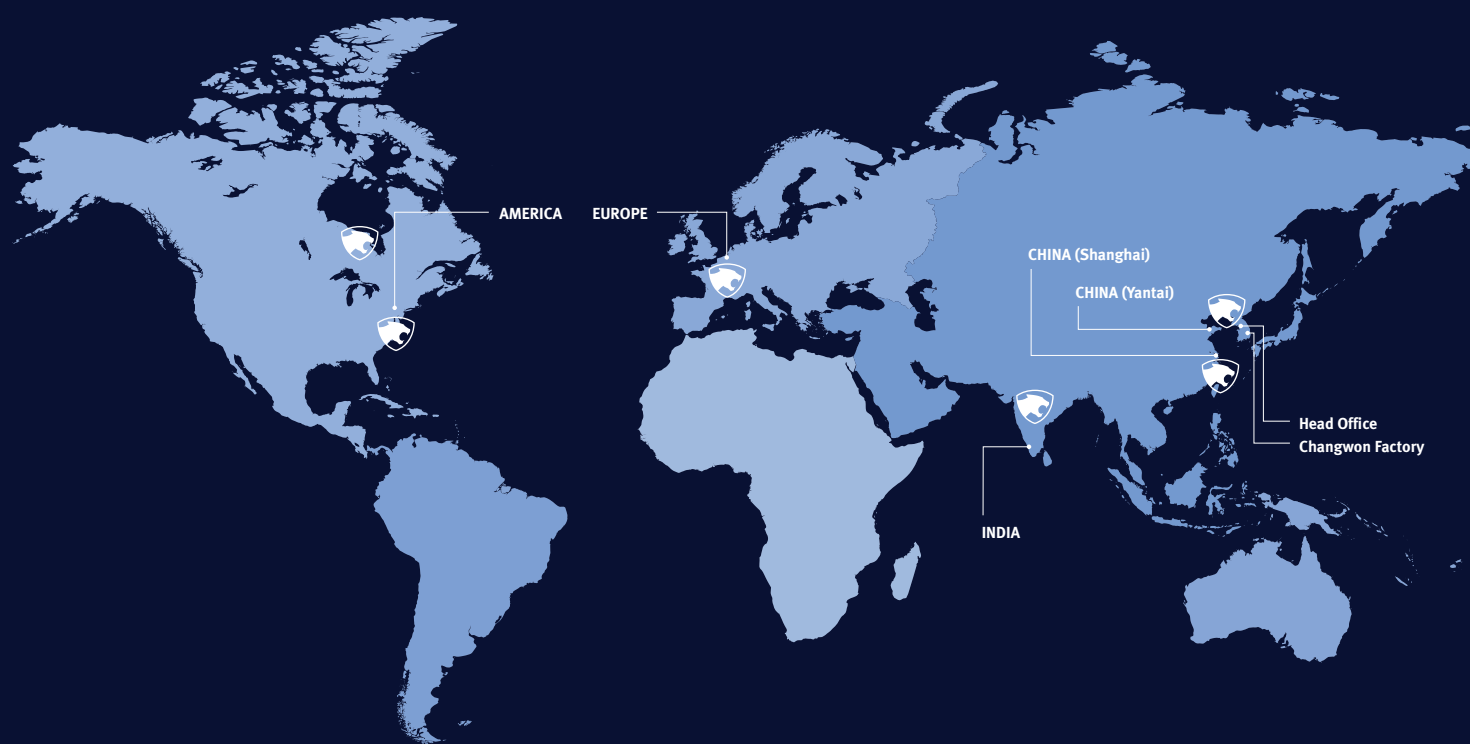 AMERICA
EUROPE
CHINA (Shanghai)
CHINA (Yantai)
Head Office
Changwon Factory
INDIA